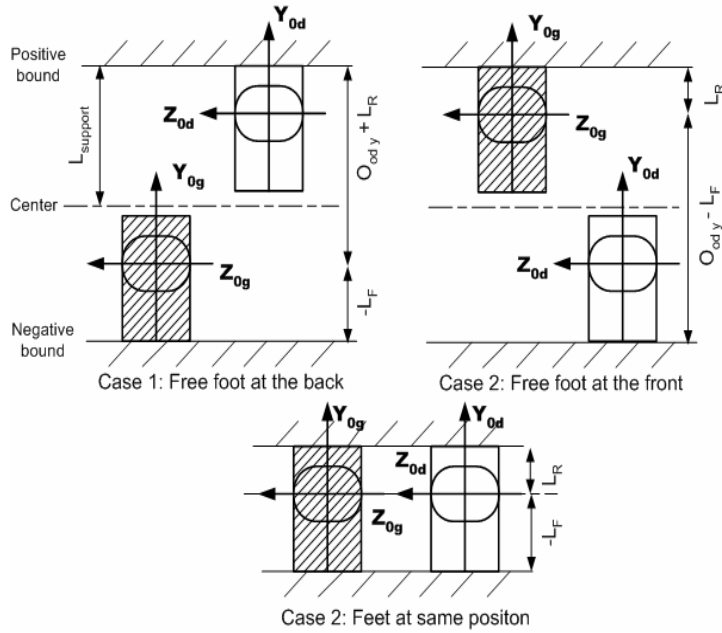 Y0d
Y0g
Positive
bound
Z0d
Z0g
Lsupport
Ood y + LR
LR
Y0g
Y0d
Center
Z0g
Z0d
Ood y - LF
-LF
Negative
bound
Case 1: Free foot at the back
Case 2: Free foot at the front
Y0g
Y0d
Z0d
LR
Z0g
-LF
Case 2: Feet at same positon